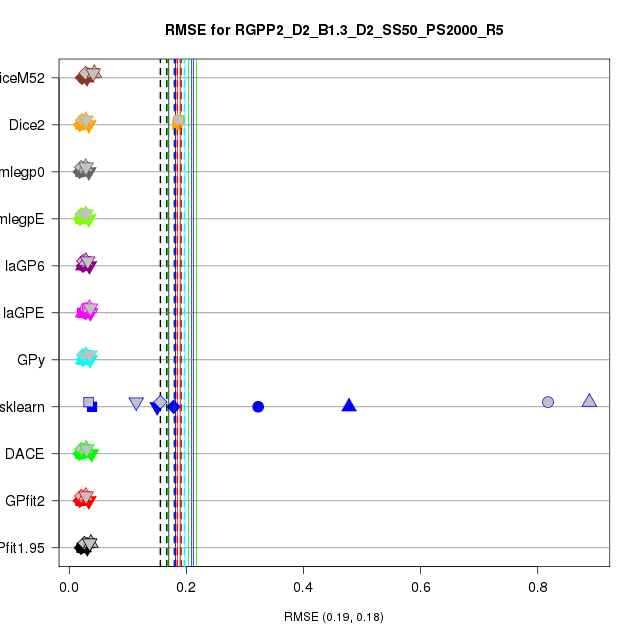 RMSE for RGPP2_D2_B1.3_D2_SS50_PS2000_R5
iceM52
Dice2
mlegp0
mlegpE
laGP6
laGPE
GPy
sklearn
DACE
GPfit2
Pfit1.95
0.0 0.2 0.4 0.6 0.8
RMSE (0.19, 0.18)